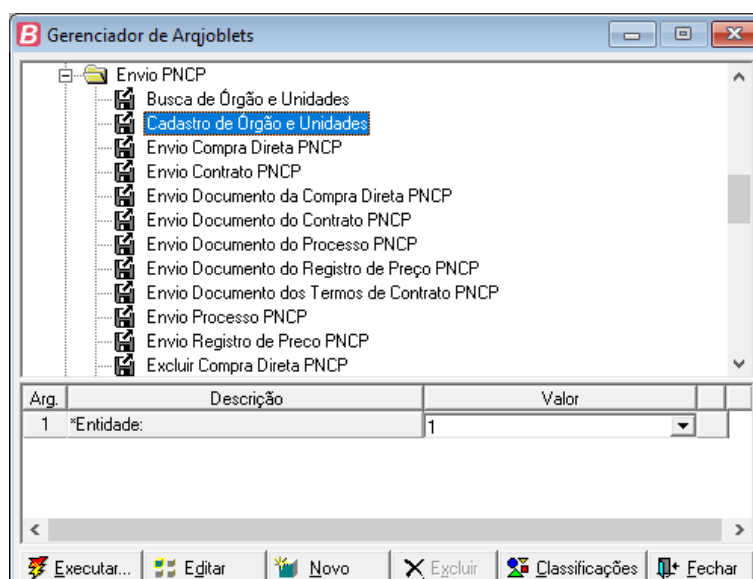 B Gerenciador de Arqjoblets
Envio PNCP
Busca de Órgão e Unidades
Cadastro de Órgão e Unidades
Envio Compra Direta PNCP
Envio Contrato PNCP
Envio Documento da Compra Direta PNCP
Envio Documento do Contrato PNCP
Envio Documento do Processo PNCP
Envio Documento do Registro de Preço PNCP
Envio Documento dos Termos de Contrato PNCP
Envio Processo PNCP
Envio Registro de Preco PNCP
Excluir Compra Direta PNCP
Arg. Descrição Valor
1 *Entidade: 1
Executar... Editar Novo Excluir Classificações Fechar